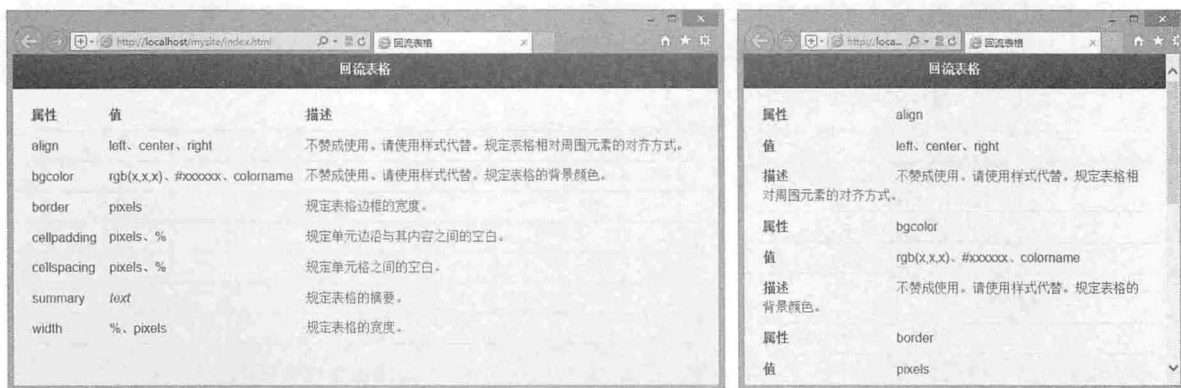 http://localhost/mysite/index.html
回流表格
回流表格
属性 值 描述
align left、center、right 不赞成使用。请使用样式代替。规定表格相对周围元素的对齐方式。
bgcolor rgb(x,x,x)、#xxxxxx、colorname 不赞成使用。请使用样式代替。规定表格的背景颜色。
border pixels 规定表格边框的宽度。
cellpadding pixels、% 规定单元边沿与其内容之间的空白。
cellspacing pixels、% 规定单元格之间的空白。
summary text 规定表格的摘要。
width %、pixels 规定表格的宽度。
http://loca...
回流表格
回流表格
属性 align
值 left、center、right
描述 不赞成使用。请使用样式代替。规定表格相
对周围元素的对齐方式。
属性 bgcolor
值 rgb(x,x,x)、#xxxxxx、colorname
描述 不赞成使用。请使用样式代替。规定表格的
背景颜色。
属性 border
值 pixels